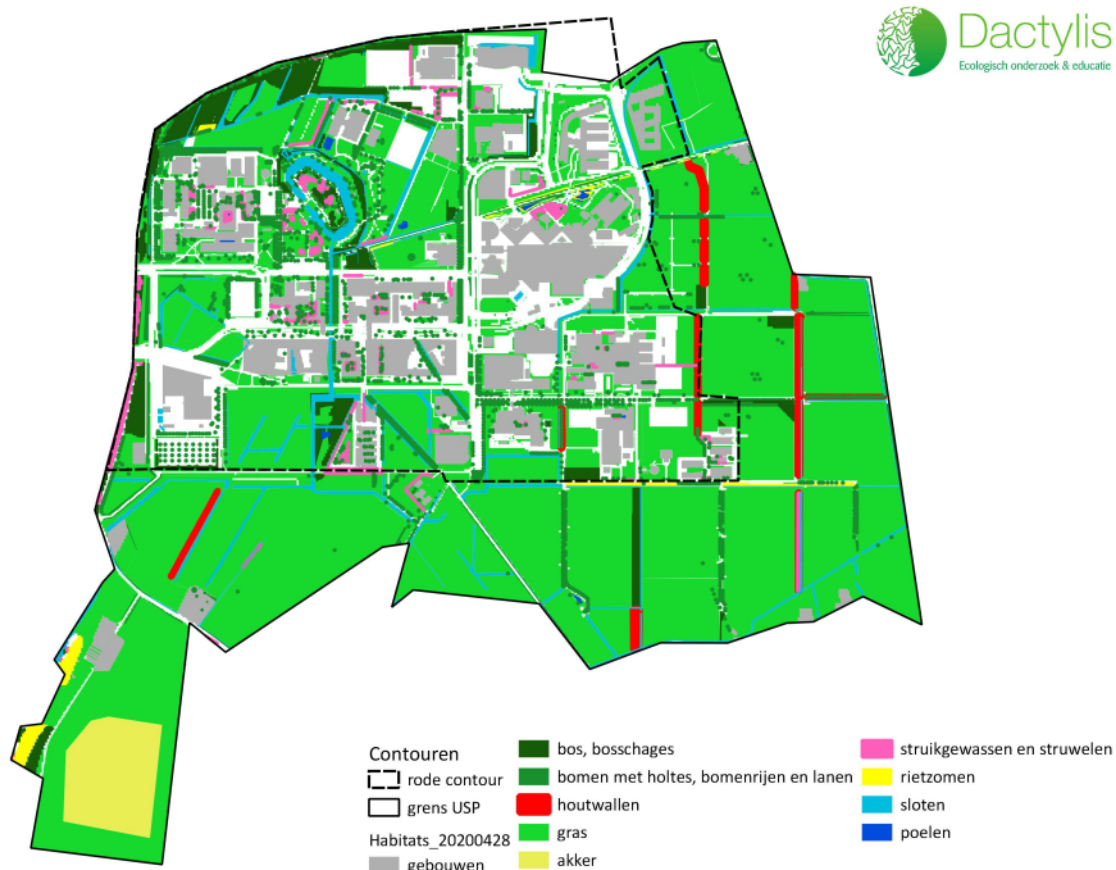 Dactylis
Ecologisch onderzoek & educatie
Contouren
rode contour
grens USP
Habitats_20200428
gebouwen
bos, bosschages
bomen met holtes, bomenrijen en lanen
houtwallen
gras
akker
struikgewassen en struwelen
rietzomen
sloten
poelen